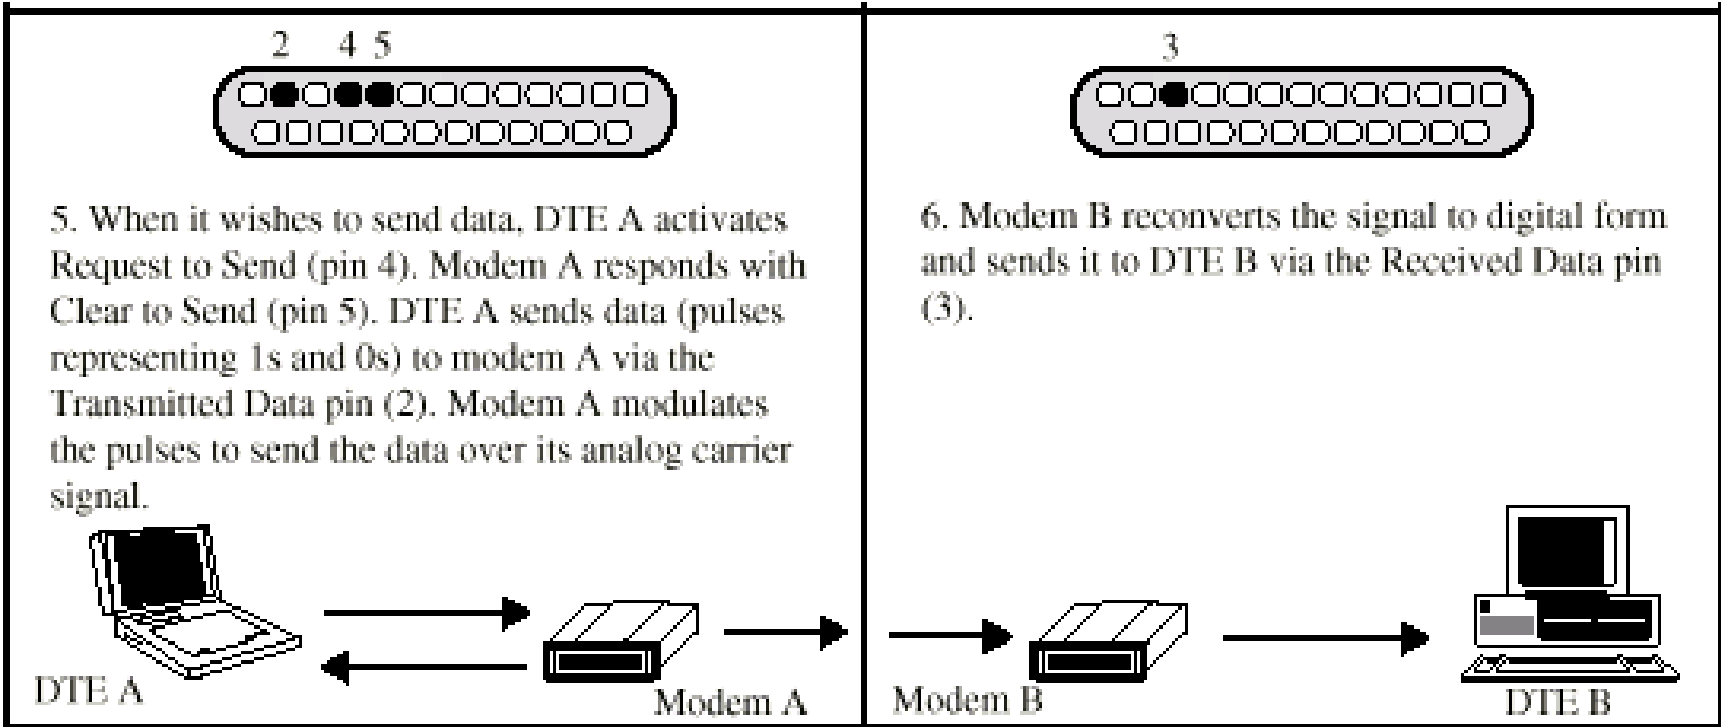 2 4 5
5. When it wishes to send data, DTE A activates
Request to Send (pin 4). Modem A responds with
Clear to Send (pin 5). DTE A sends data (pulses
representing 1s and 0s) to modem A via the
Transmitted Data pin (2). Modem A modulates
the pulses to send the data over its analog carrier
signal.
DTE A
Modem A
3
6. Modem B reconverts the signal to digital form
and sends it to DTE B via the Received Data pin
(3).
Modem B
DTE B